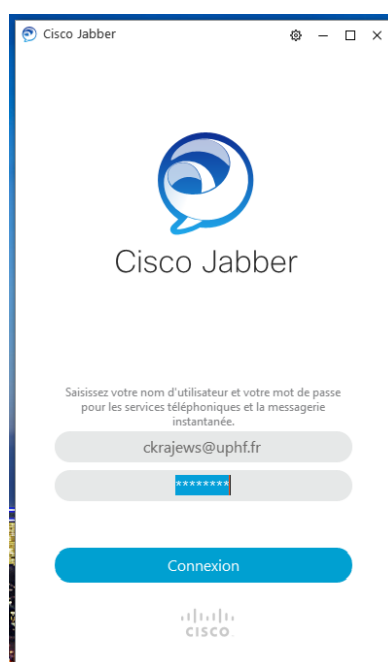 Cisco Jabber
Cisco Jabber
Saisissez votre nom d'utilisateur et votre mot de passe
pour les services téléphoniques et la messagerie
instantanée.
ckrajews@uphf.fr
********
Connexion
CISCO